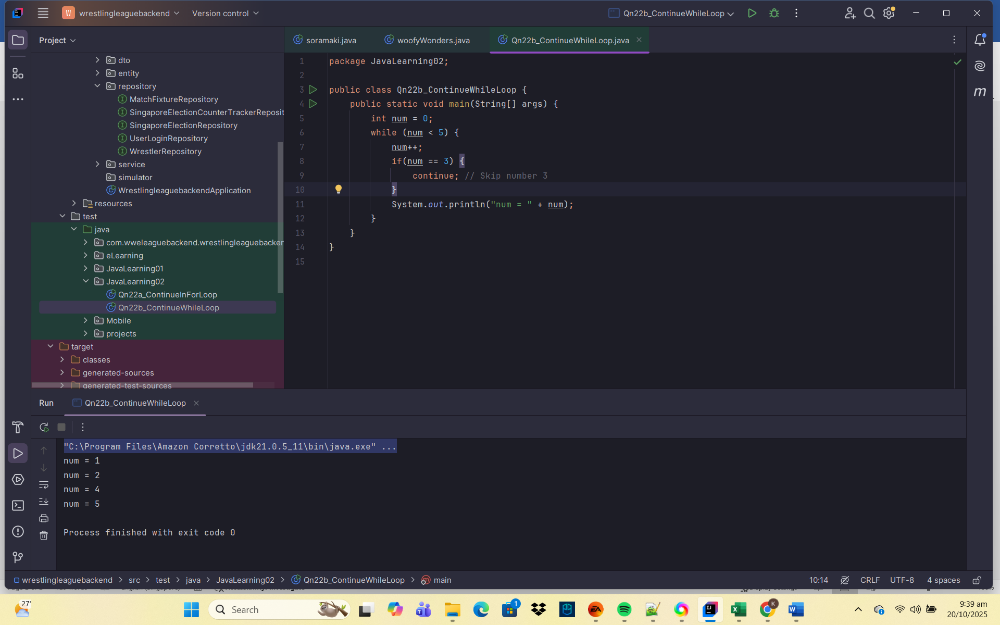 W wrestlingleaguebackend Version control Qn22b_ContinueWhileLoop
Project soramaki.java woofyWonders.java Qn22b_ContinueWhileLoop.java
dto
entity
repository
MatchFixtureRepository
SingaporeElectionCounterTrackerReposit
SingaporeElectionRepository
UserLoginRepository
WrestlerRepository
service
simulator
WrestlingleaguebackendApplication
resources
test
java
com.wweleaguebackend.wrestlingleaguebacker
eLearning
JavaLearning01
JavaLearning02
Qn22a_ContinueInForLoop
Qn22b_ContinueWhileLoop
Mobile
projects
target
classes
generated-sources
generated-test-sources
1 package JavaLearning02;
2
3 public class Qn22b_ContinueWhileLoop {
4 public static void main(String[] args) {
5 int num = 0;
6 while (num < 5) {
7 num++;
8 if(num == 3) {
9 continue; // Skip number 3
10 }
11 System.out.println("num = " + num);
12 }
13 }
14 }
15
m
Run Qn22b_ContinueWhileLoop
"C:\Program Files\Amazon Corretto\jdk21.0.5_11\bin\java.exe" ...
num = 1
num = 2
num = 4
num = 5
Process finished with exit code 0
wrestlingleaguebackend > src > test > java > JavaLearning02 > Qn22b_ContinueWhileLoop > main 10:14 CRLF UTF-8 4 spaces
27° Search 1 K 9:39 am
20/10/2025